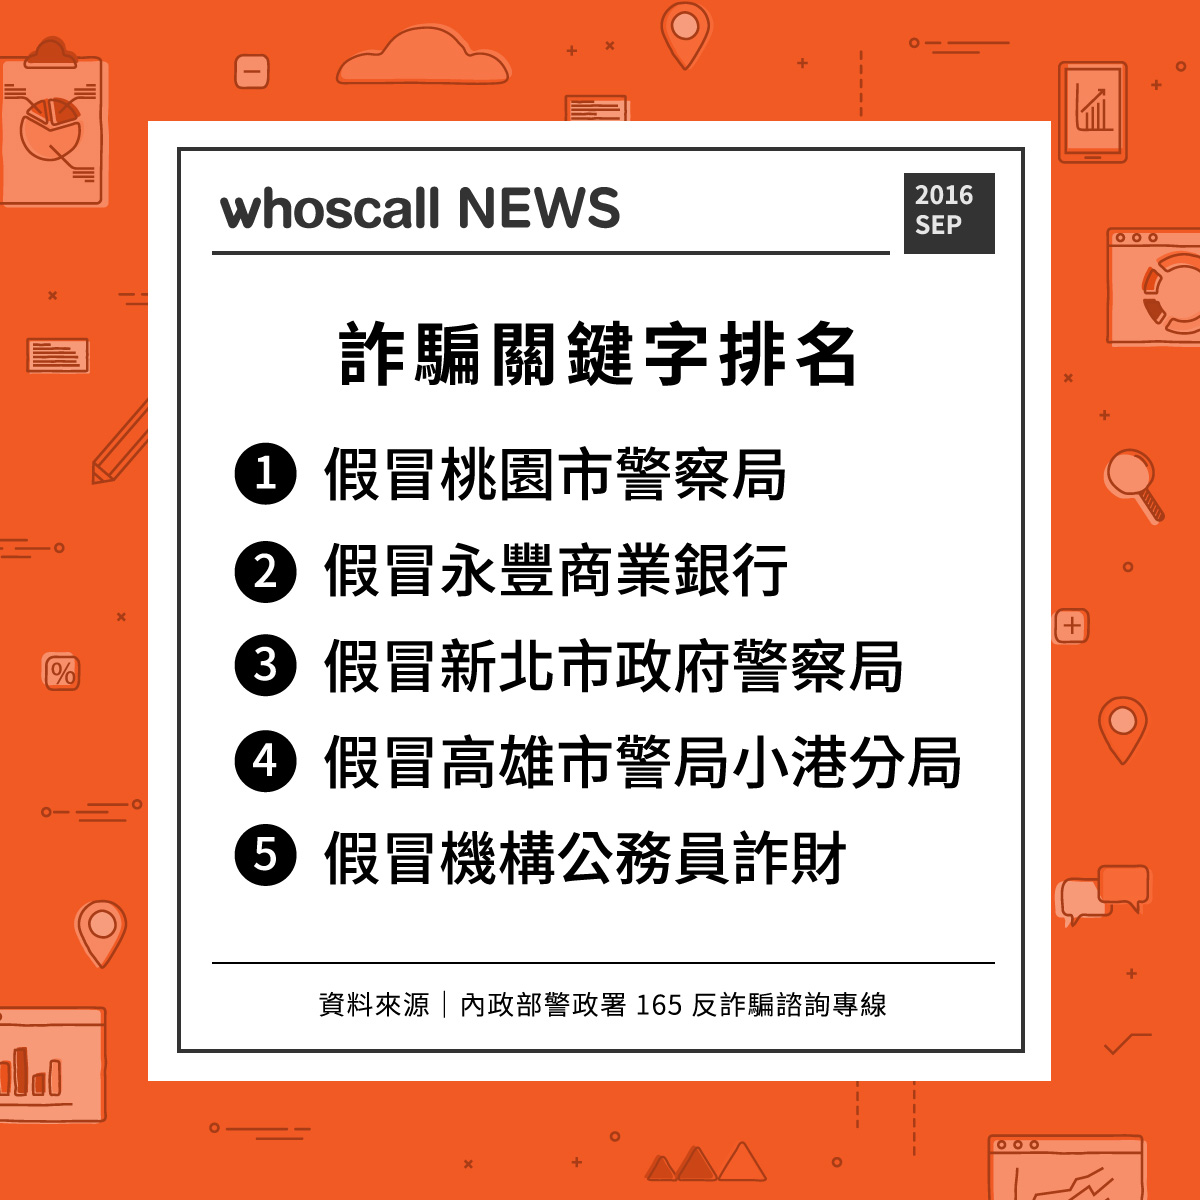 whoscall NEWS
2016
SEP
詐騙關鍵字排名
1 假冒桃園市警察局
2 假冒永豐商業銀行
3 假冒新北市政府警察局
4 假冒高雄市警局小港分局
5 假冒機構公務員詐財
資料來源｜內政部警政署 165 反詐騙諮詢專線
%